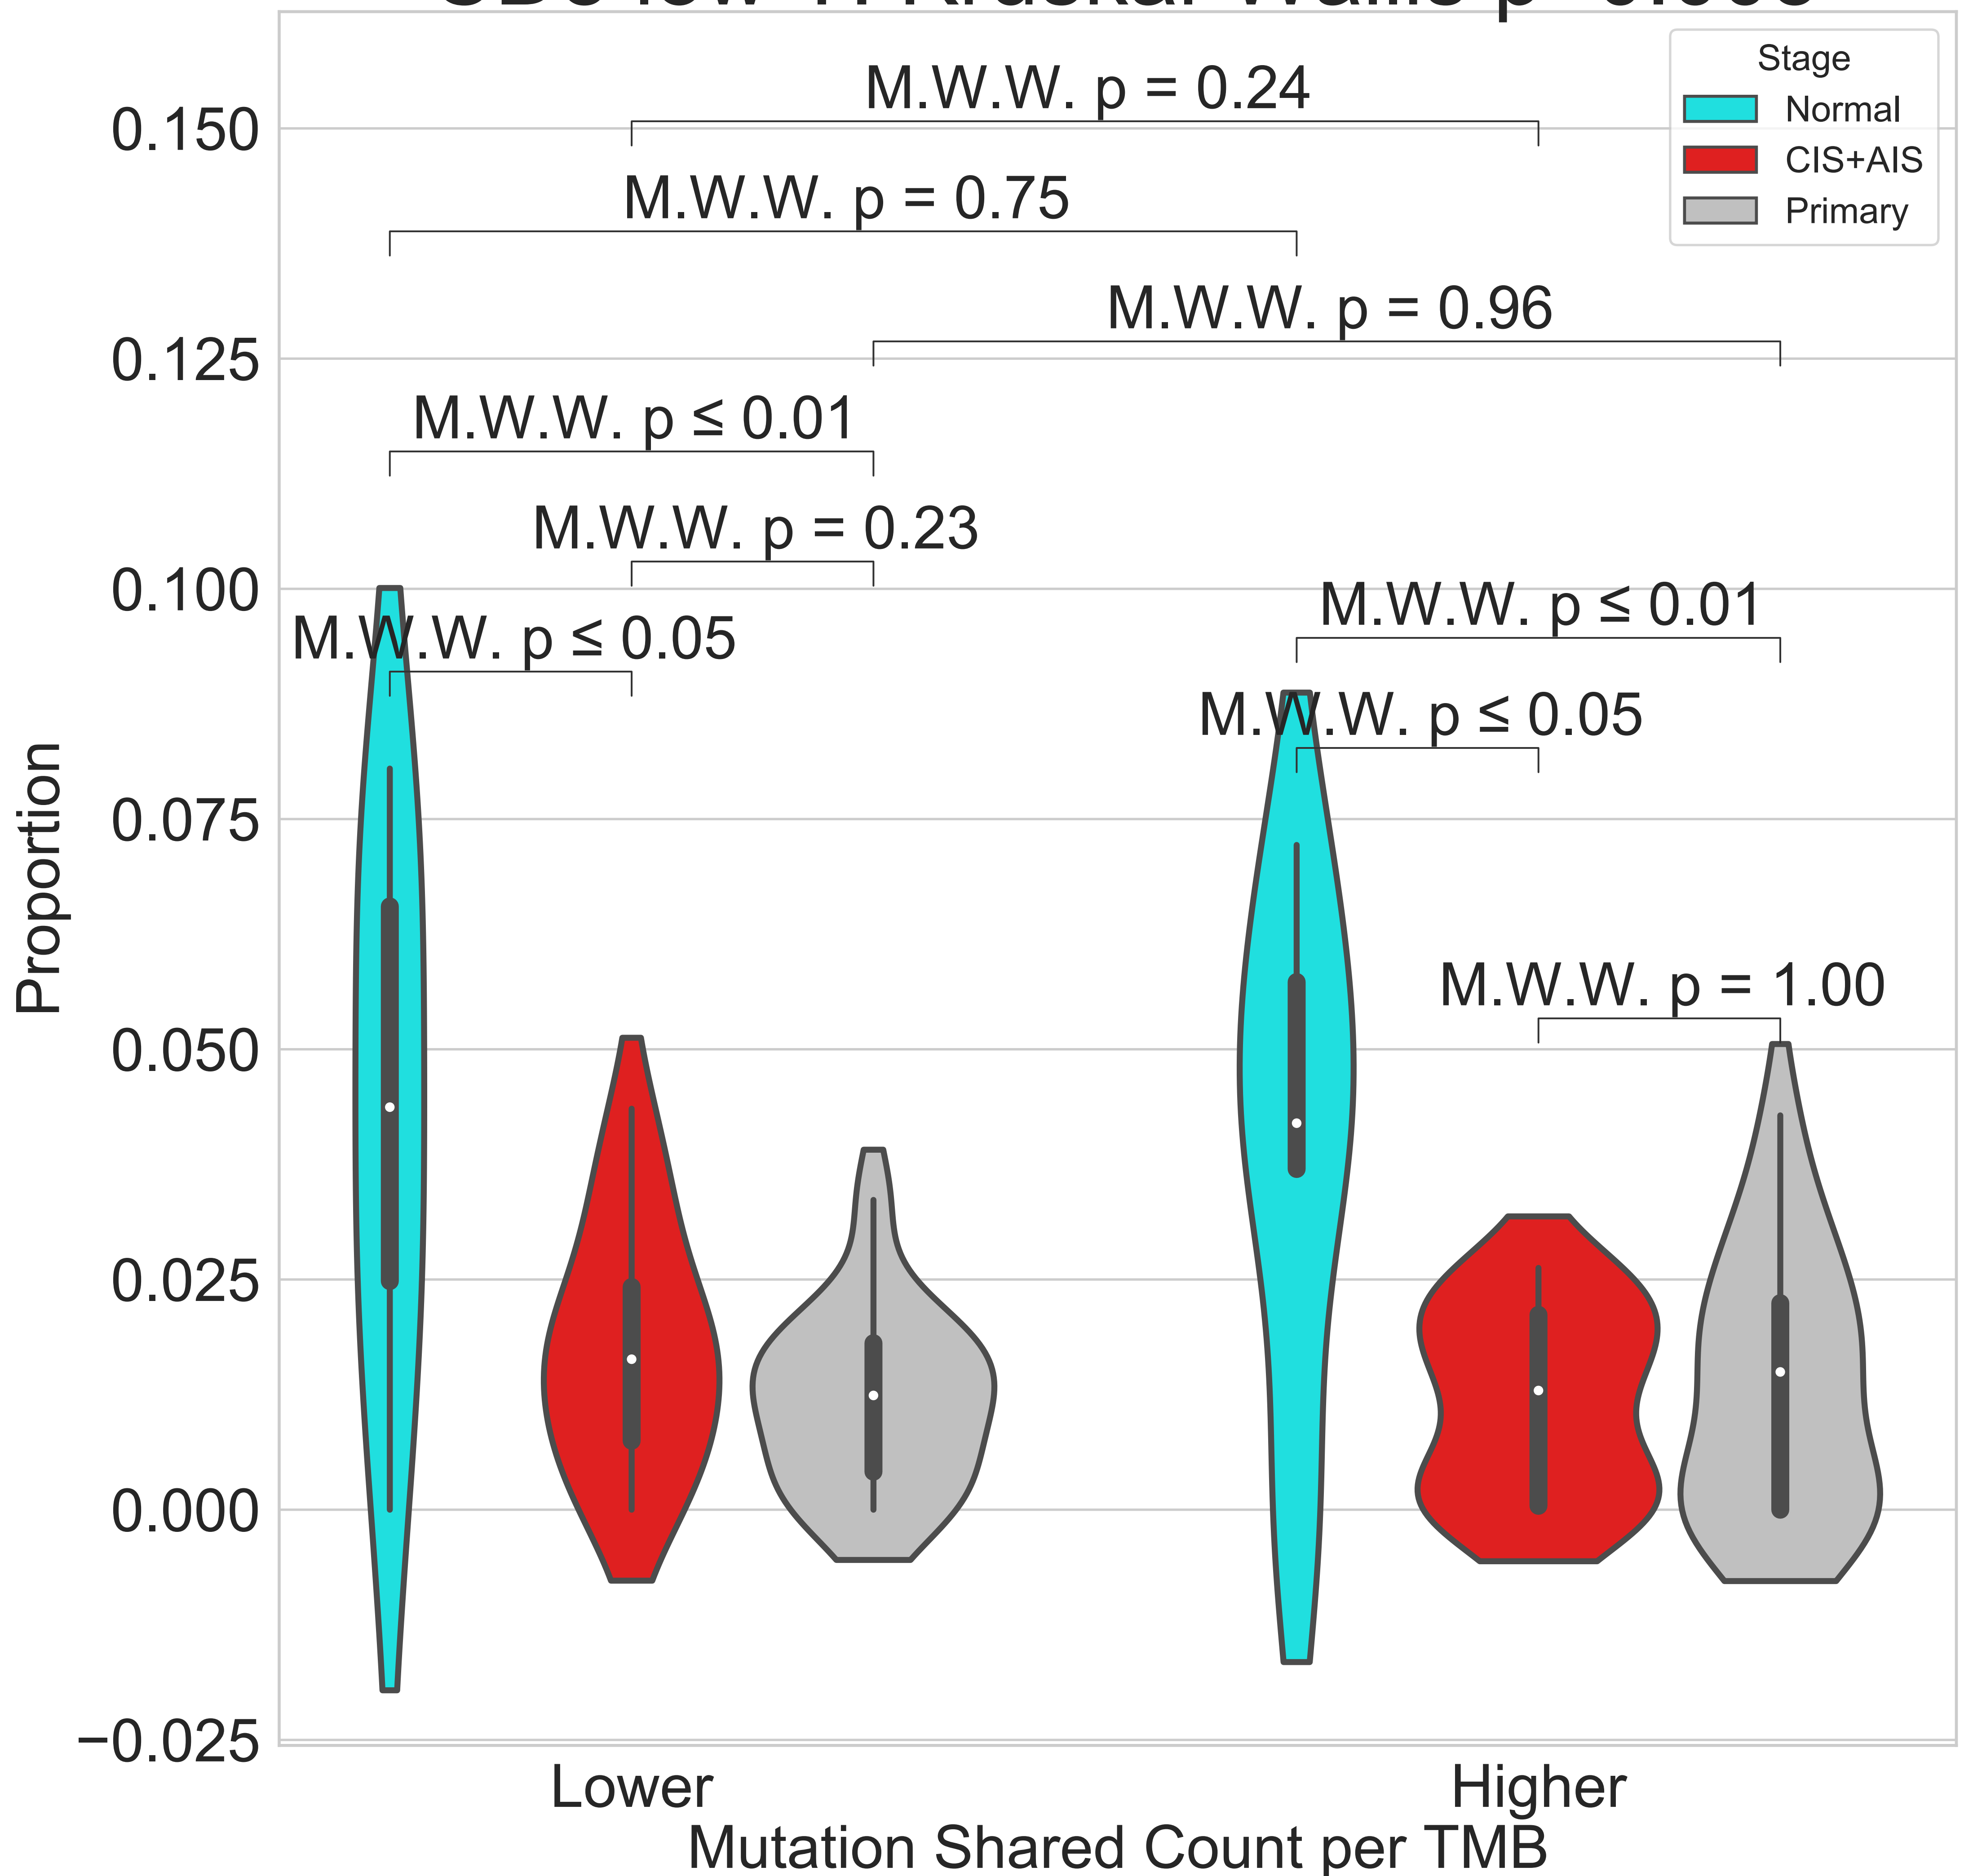 M.W.W. p = 0.24
M.W.W. p = 0.75
M.W.W. p = 0.96
M.W.W. p ≤ 0.01
M.W.W. p = 0.23
M.W.W. p ≤ 0.05
M.W.W. p ≤ 0.01
M.W.W. p ≤ 0.05
M.W.W. p = 1.00
Stage
Normal
CIS+AIS
Primary
Proportion
0.150
0.125
0.100
0.075
0.050
0.025
0.000
−0.025
Lower
Higher
Mutation Shared Count per TMB